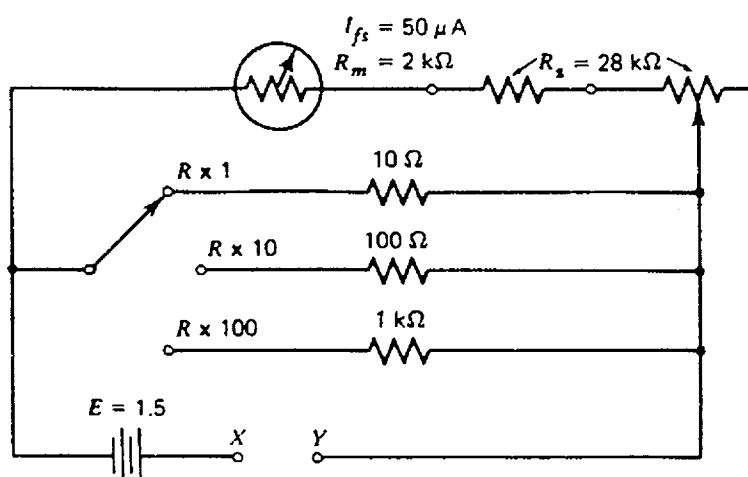 I_fs = 50 μA
R_m = 2 kΩ
R_z = 28 kΩ
R x 1
10 Ω
R x 10
100 Ω
R x 100
1 kΩ
E = 1.5
X
Y